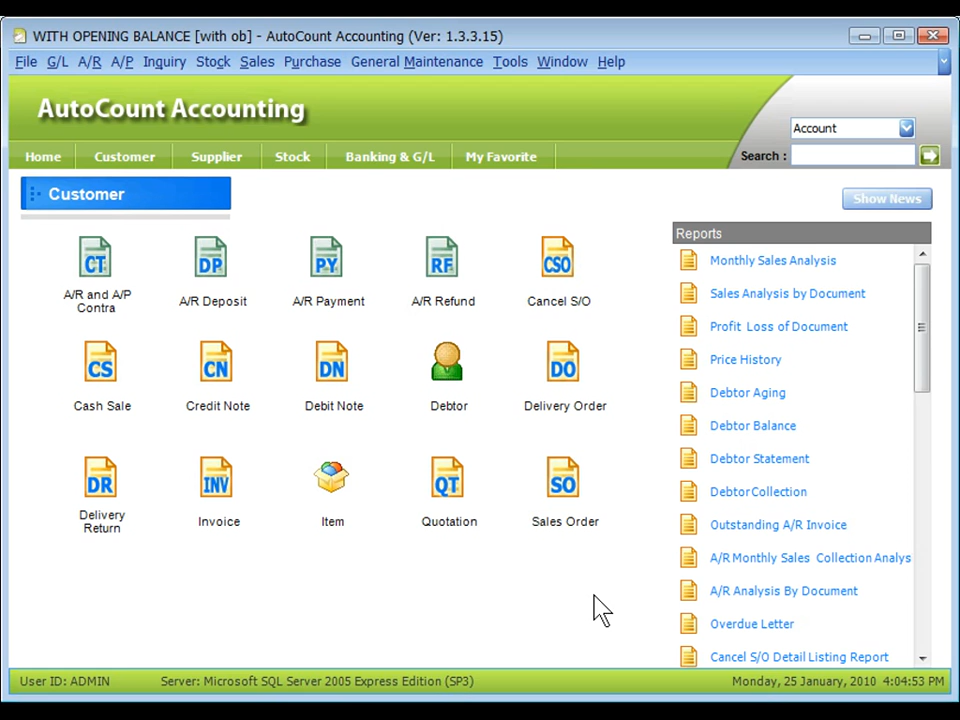 WITH OPENING BALANCE [with ob] - AutoCount Accounting (Ver: 1.3.3.15)
File G/L A/R A/P Inquiry Stock Sales Purchase General Maintenance Tools Window Help
AutoCount Accounting
Account
Home Customer Supplier Stock Banking & G/L My Favorite
Search :
Customer
Show News
Reports
CT DP PY RF CSO
A/R and A/P
Contra
A/R Deposit
A/R Payment
A/R Refund
Cancel S/O
CS CN DN DO
Cash Sale
Credit Note
Debit Note
Debtor
Delivery Order
DR INV QT SO
Delivery
Return
Invoice
Item
Quotation
Sales Order
Monthly Sales Analysis
Sales Analysis by Document
Profit Loss of Document
Price History
Debtor Aging
Debtor Balance
Debtor Statement
Debtor Collection
Outstanding A/R Invoice
A/R Monthly Sales Collection Analys
A/R Analysis By Document
Overdue Letter
Cancel S/O Detail Listing Report
User ID: ADMIN
Server: Microsoft SQL Server 2005 Express Edition (SP3)
Monday, 25 January, 2010 4:04:53 PM